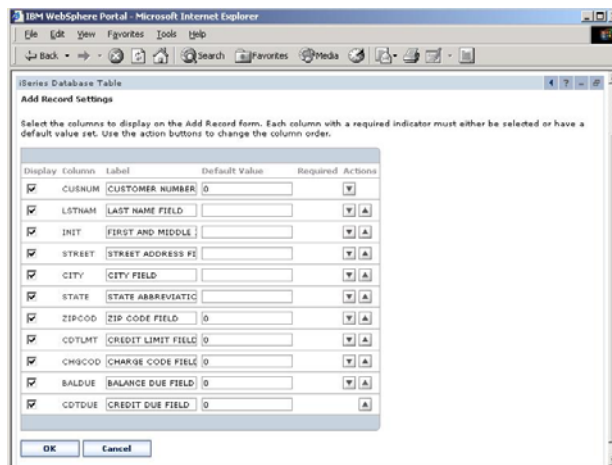 IBM WebSphere Portal - Microsoft Internet Explorer
File Edit View Favorites Tools Help
Back Search Favorites Media
iSeries Database Table
Add Record Settings
Select the columns to display on the Add Record form. Each column with a required indicator must either be selected or have a
default value set. Use the action buttons to change the column order.
Display Column Label Default Value Required Actions
CUSNUM CUSTOMER NUMBER 0
LSTNAM LAST NAME FIELD
INIT FIRST AND MIDDLE
STREET STREET ADDRESS FI
CITY CITY FIELD
STATE STATE ABBREVIATIO
ZIPCOD ZIP CODE FIELD 0
CDTLMT CREDIT LIMIT FIELD 0
CHGCOD CHARGE CODE FIELD 0
BALDUE BALANCE DUE FIELD 0
CDTDUE CREDIT DUE FIELD 0
OK Cancel